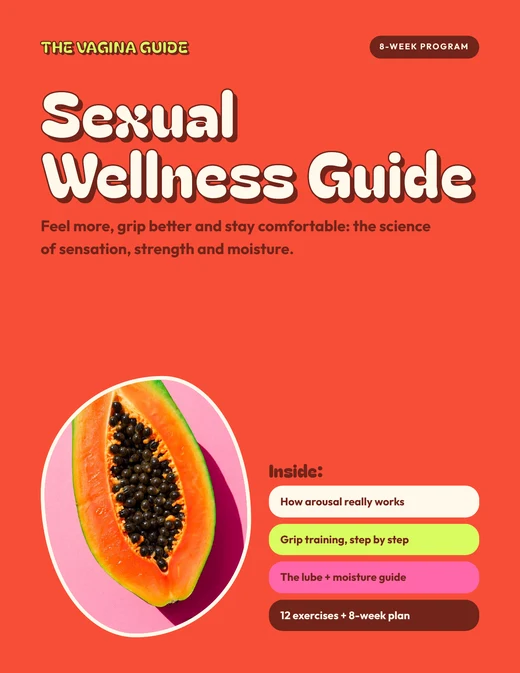 THE VAGINA GUIDE
8-WEEK PROGRAM
Sexual
Wellness Guide
Feel more, grip better and stay comfortable: the science
of sensation, strength and moisture.
Inside:
How arousal really works
Grip training, step by step
The lube + moisture guide
12 exercises + 8-week plan